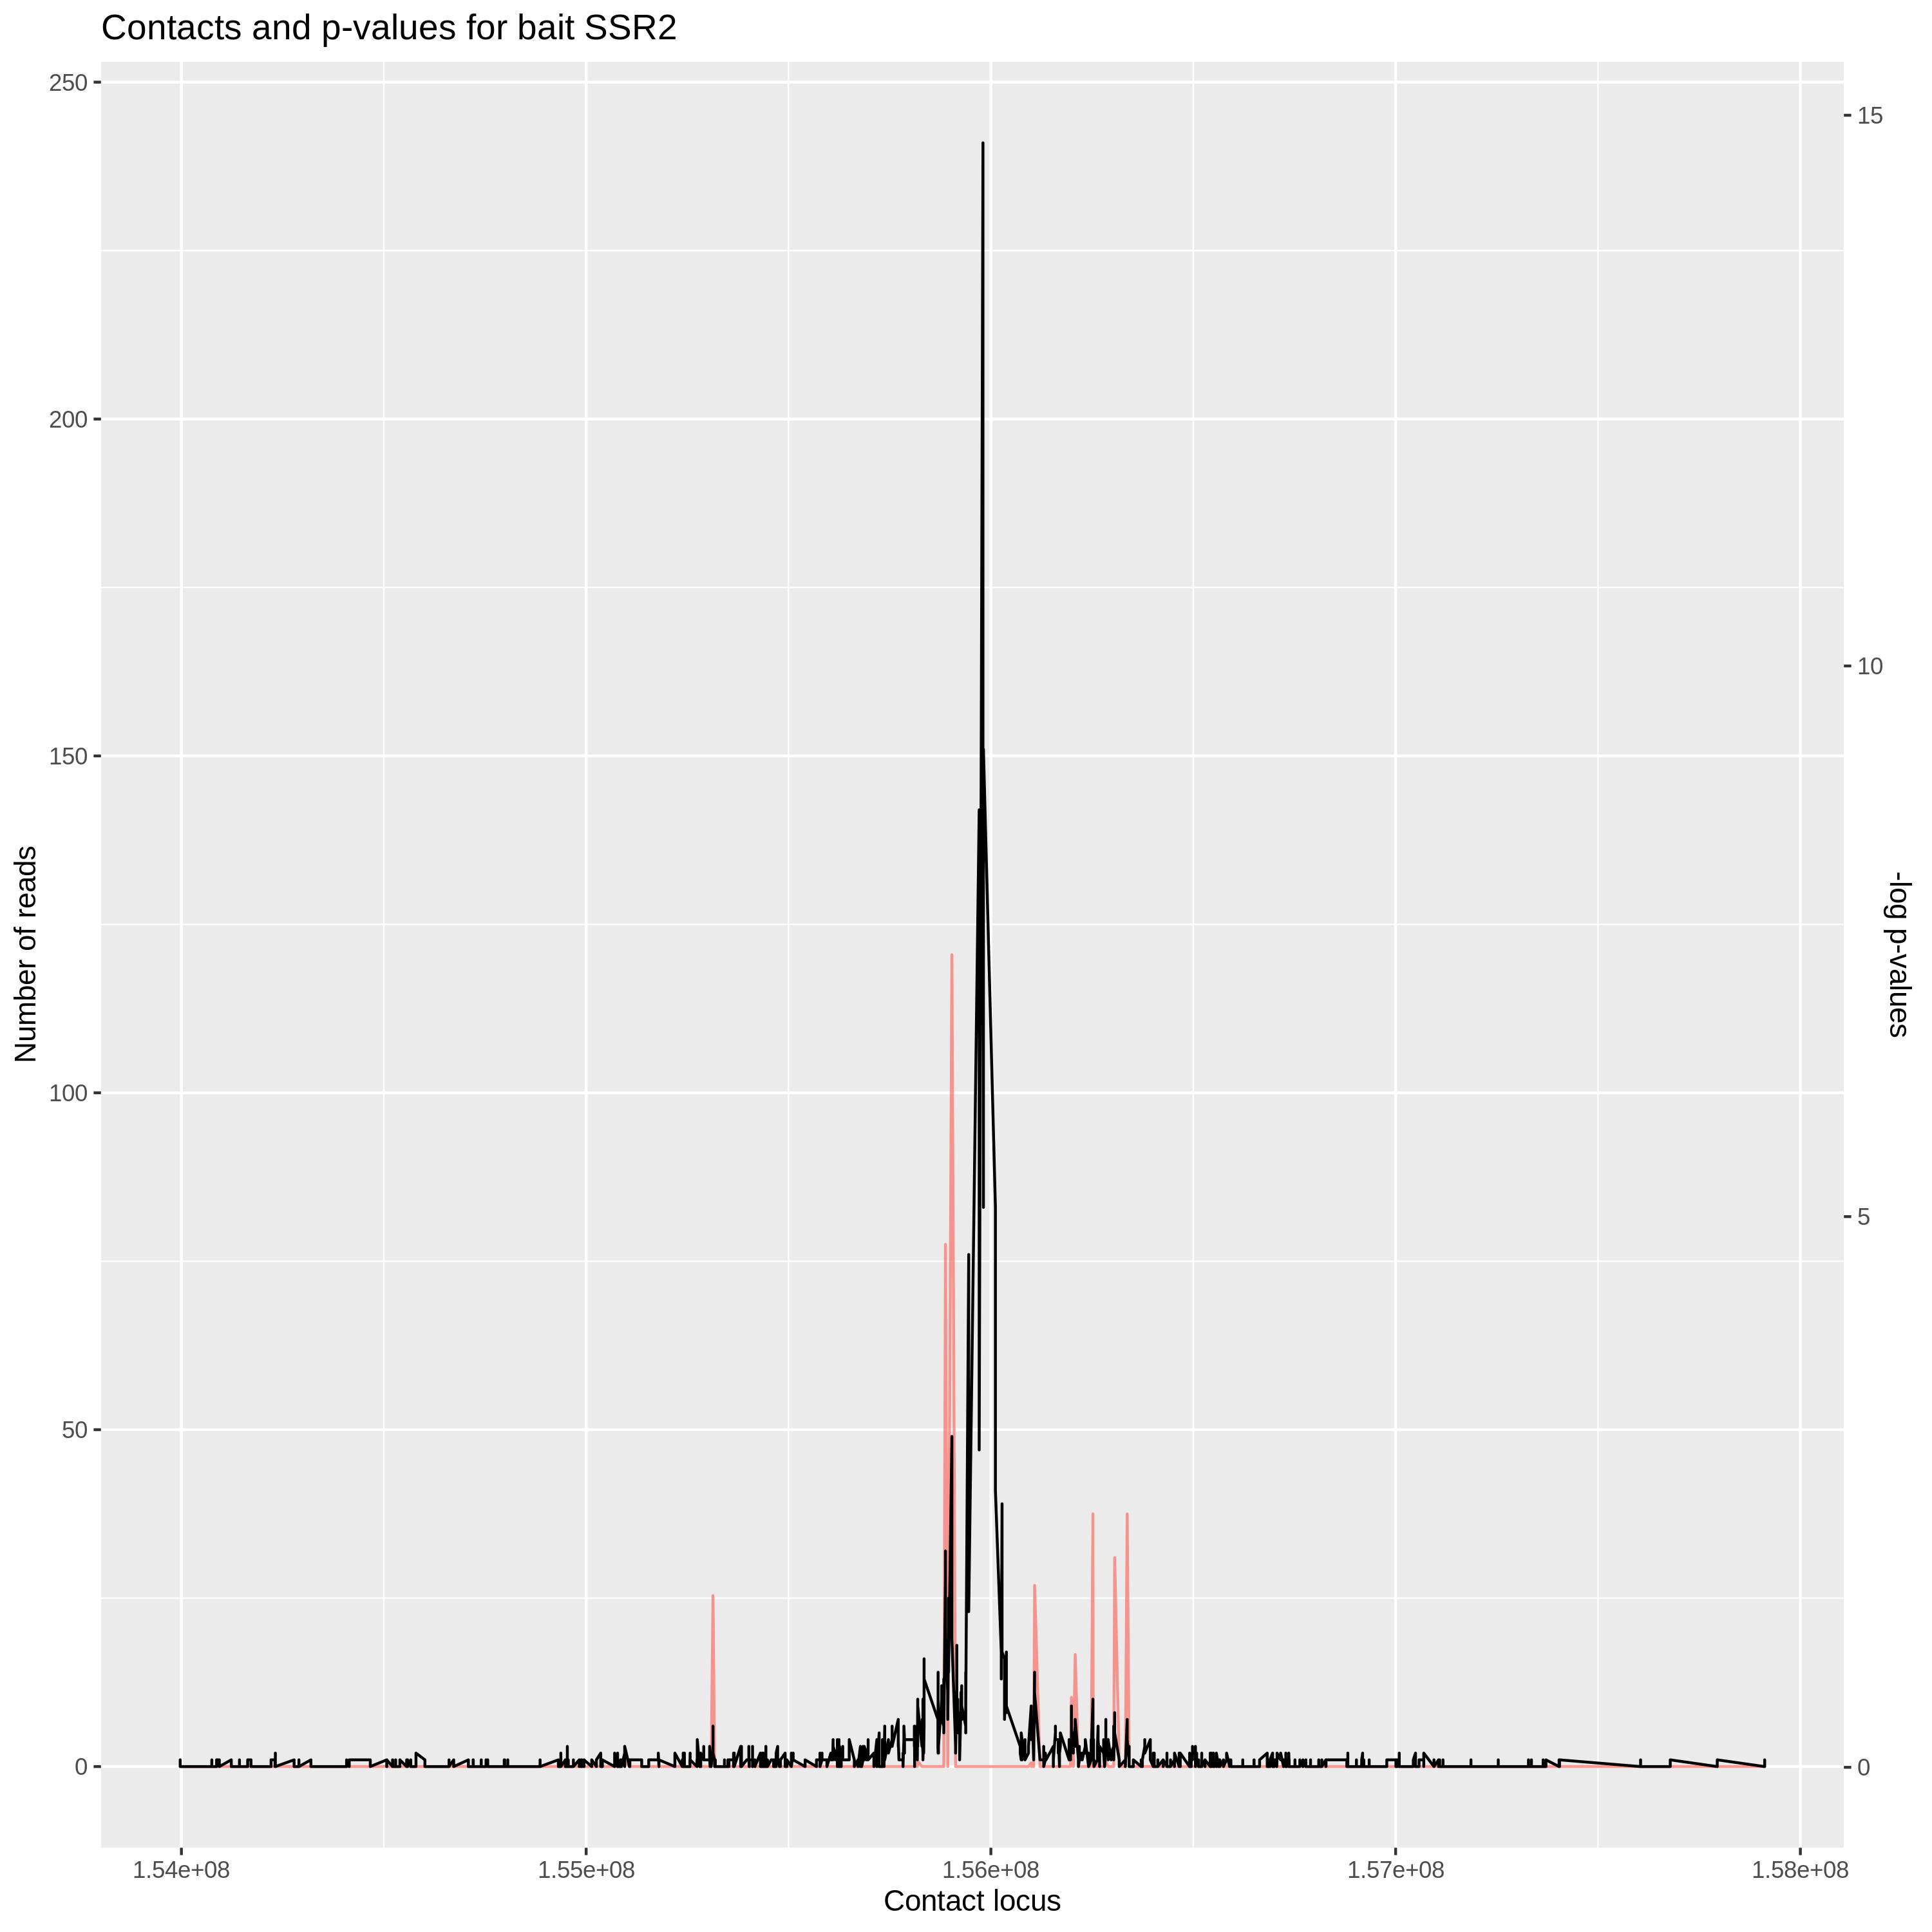 Contacts and p-values for bait SSR2
250
200
150
100
50
0
15
10
5
0
Number of reads
-log p-values
1.54e+08
1.55e+08
1.56e+08
1.57e+08
1.58e+08
Contact locus